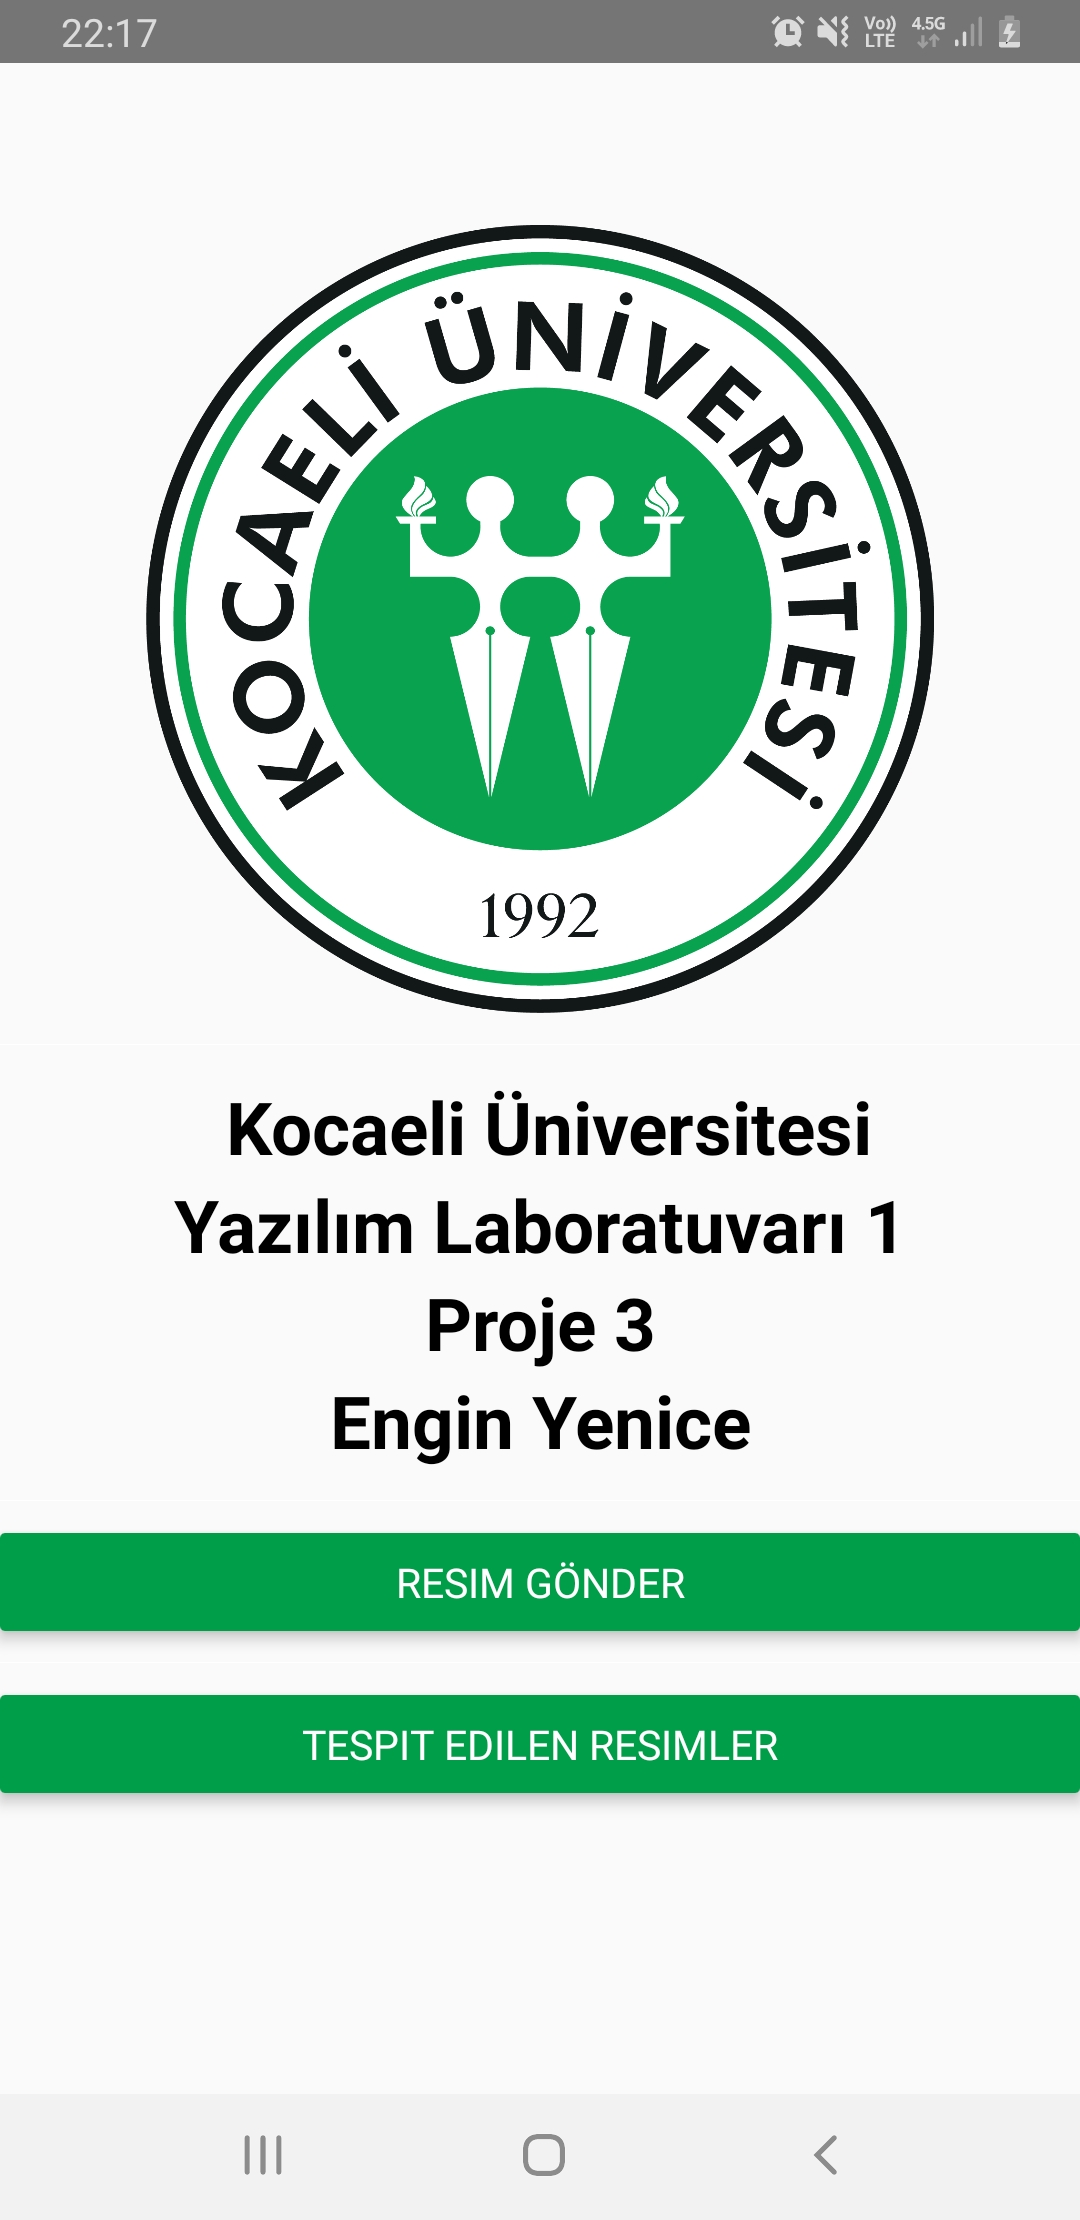 22:17
Vo)) LTE 4.5G
KOCAELİ ÜNİVERSİTESİ
1992
Kocaeli Üniversitesi
Yazılım Laboratuvarı 1
Proje 3
Engin Yenice
RESIM GÖNDER
TESPIT EDILEN RESIMLER